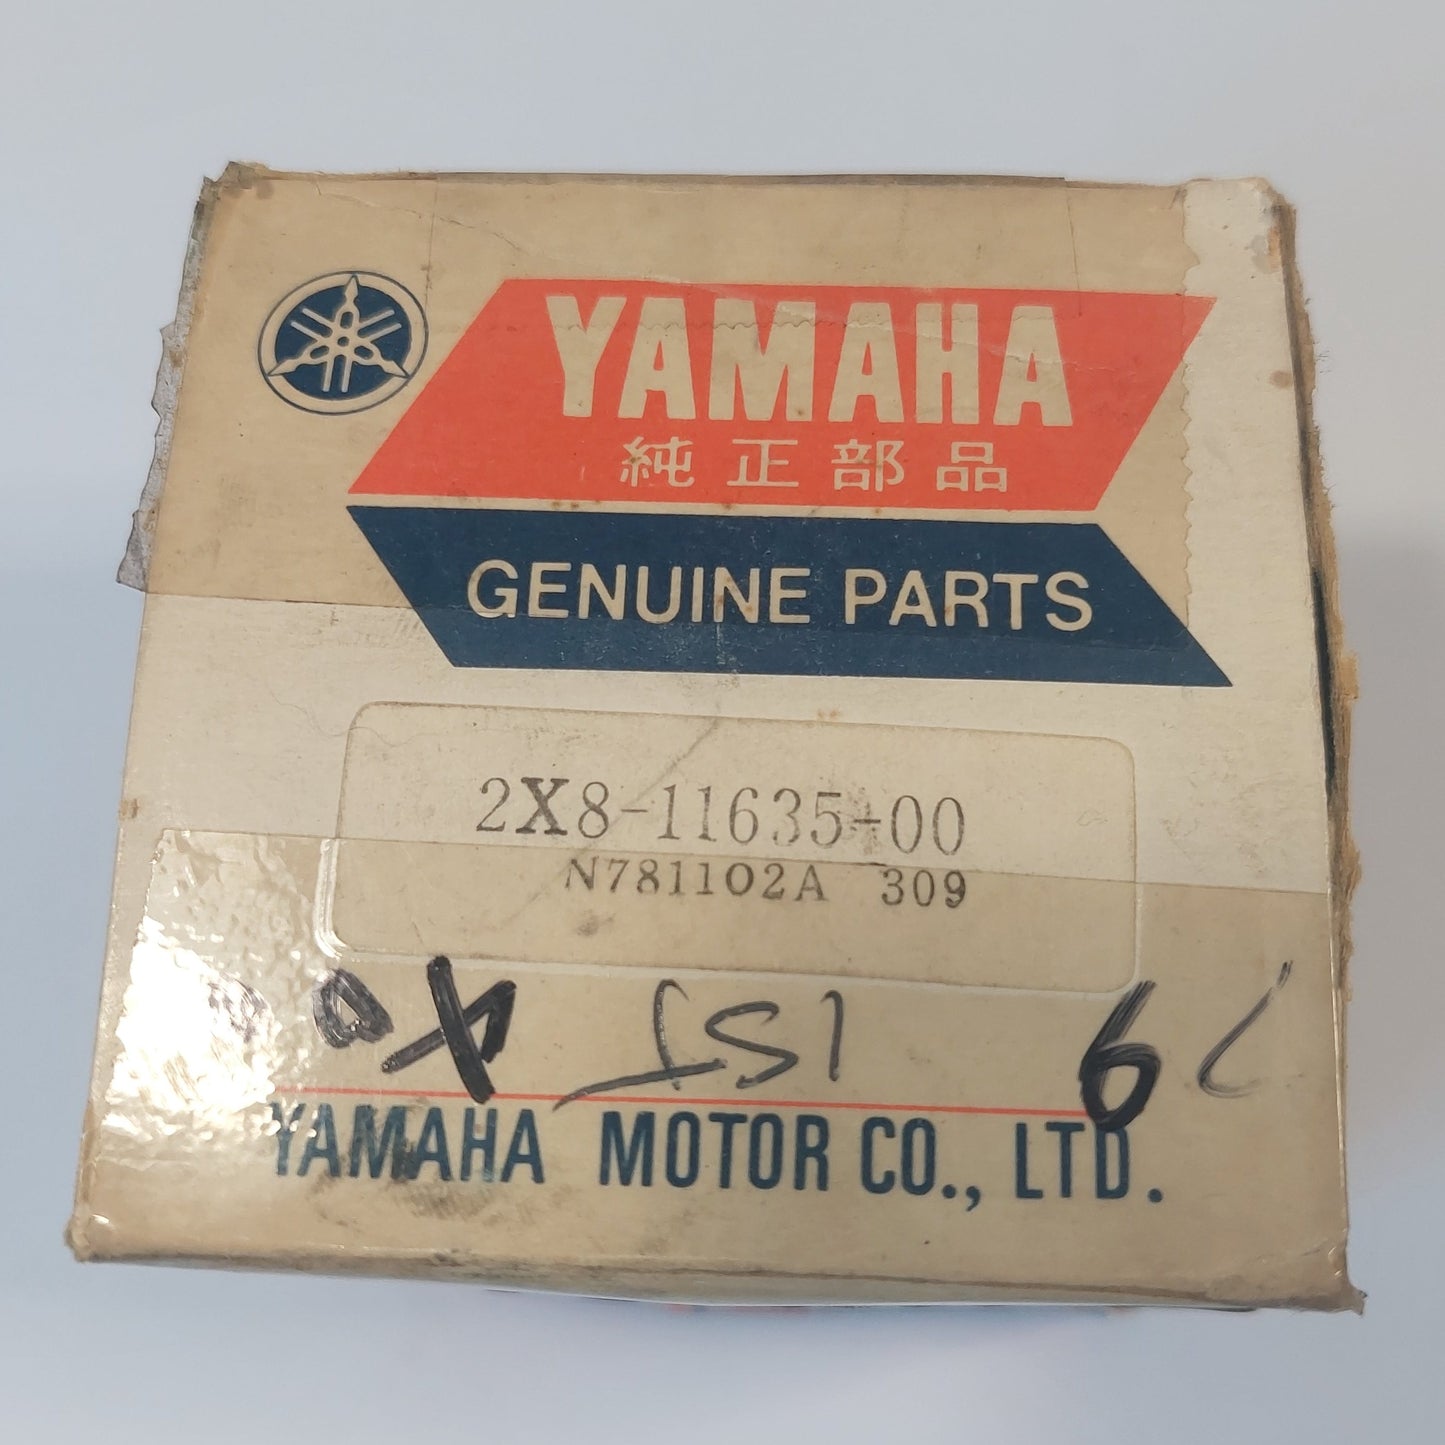 YAMAHA
純正部品
GENUINE PARTS
2X8-11635-00
N781102A 309
YAMAHA MOTOR CO., LTD.